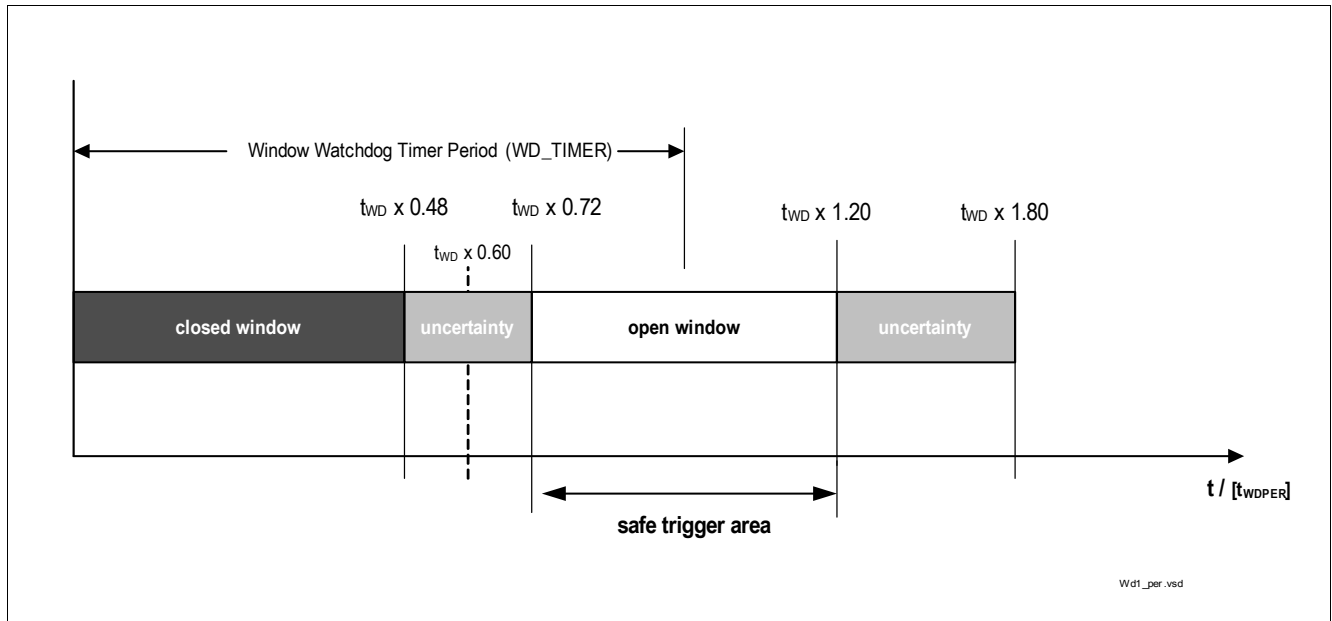 Window Watchdog Timer Period (WD_TIMER)
tWD x 0.48
tWD x 0.72
tWD x 1.20
tWD x 1.80
tWD x 0.60
closed window
uncertainty
open window
uncertainty
t / [tWDPER]
safe trigger area
Wd1_per.vsd